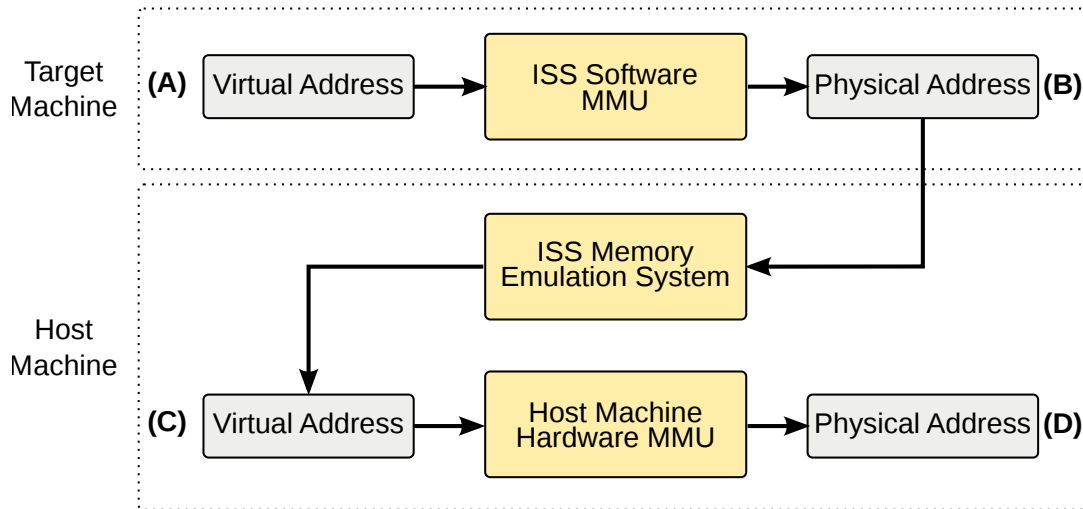 Target
Machine
(A)
Virtual Address
ISS Software
MMU
Physical Address
(B)
ISS Memory
Emulation System
Host
Machine
(C)
Virtual Address
Host Machine
Hardware MMU
Physical Address
(D)